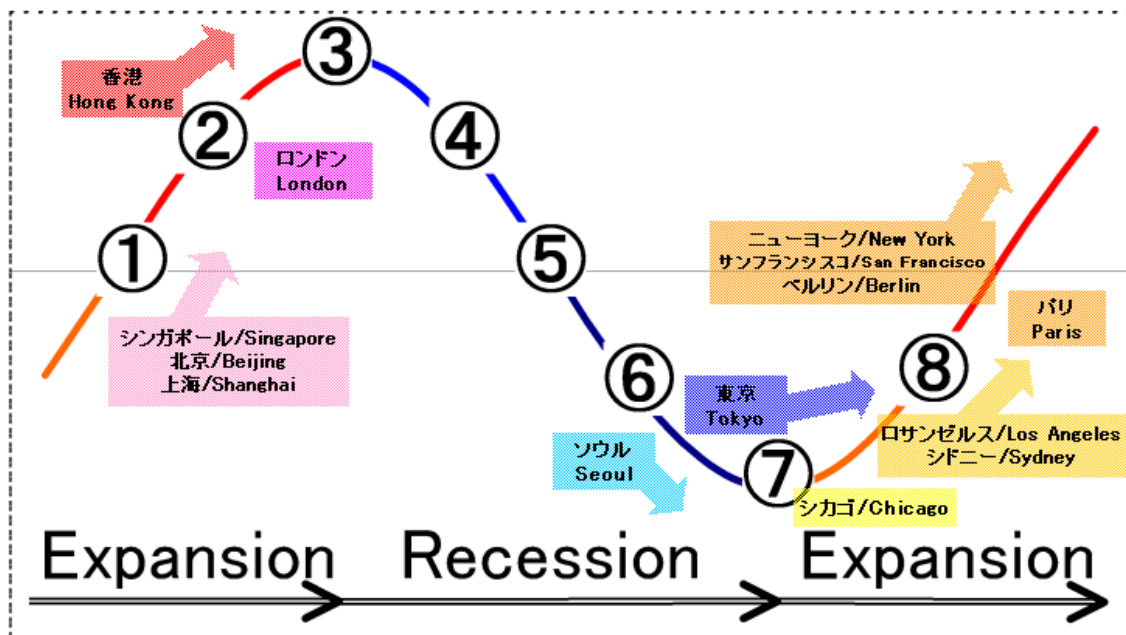 香港
Hong Kong
③
②
④
ロンドン
London
①
⑤
ニューヨーク/New York
サンフランシスコ/San Francisco
ベルリン/Berlin
シンガポール/Singapore
北京/Beijing
上海/Shanghai
パリ
Paris
⑥
⑧
東京
Tokyo
ソウル
Seoul
⑦
ロサンゼルス/Los Angeles
シドニー/Sydney
シカゴ/Chicago
Expansion
Recession
Expansion